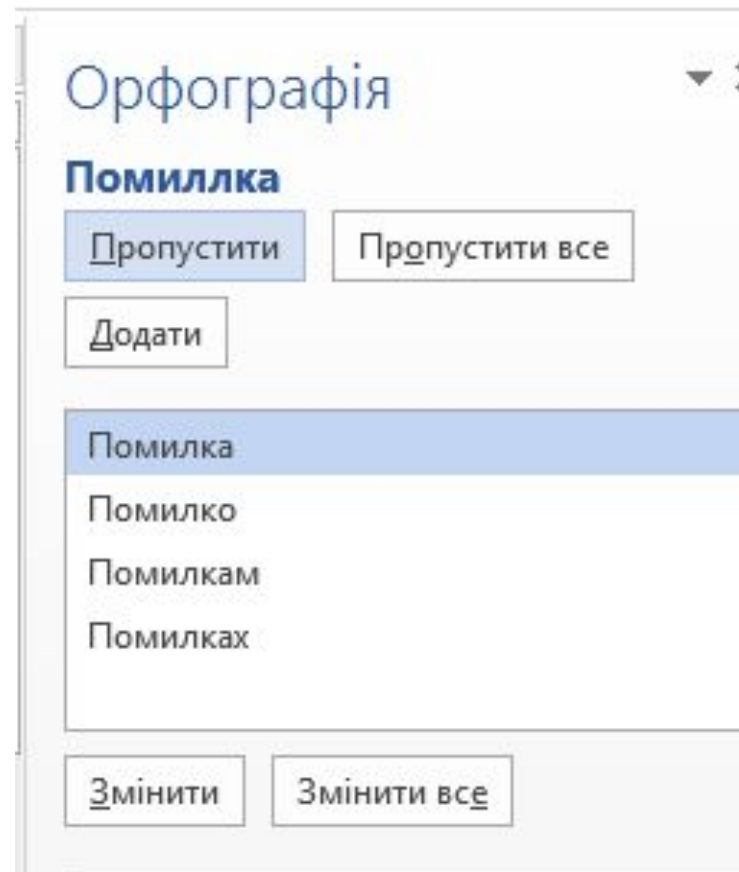 Орфографія
Помиллка
Пропустити Пропустити все
Додати
Помилка
Помилко
Помилкам
Помилках
Змінити Змінити все